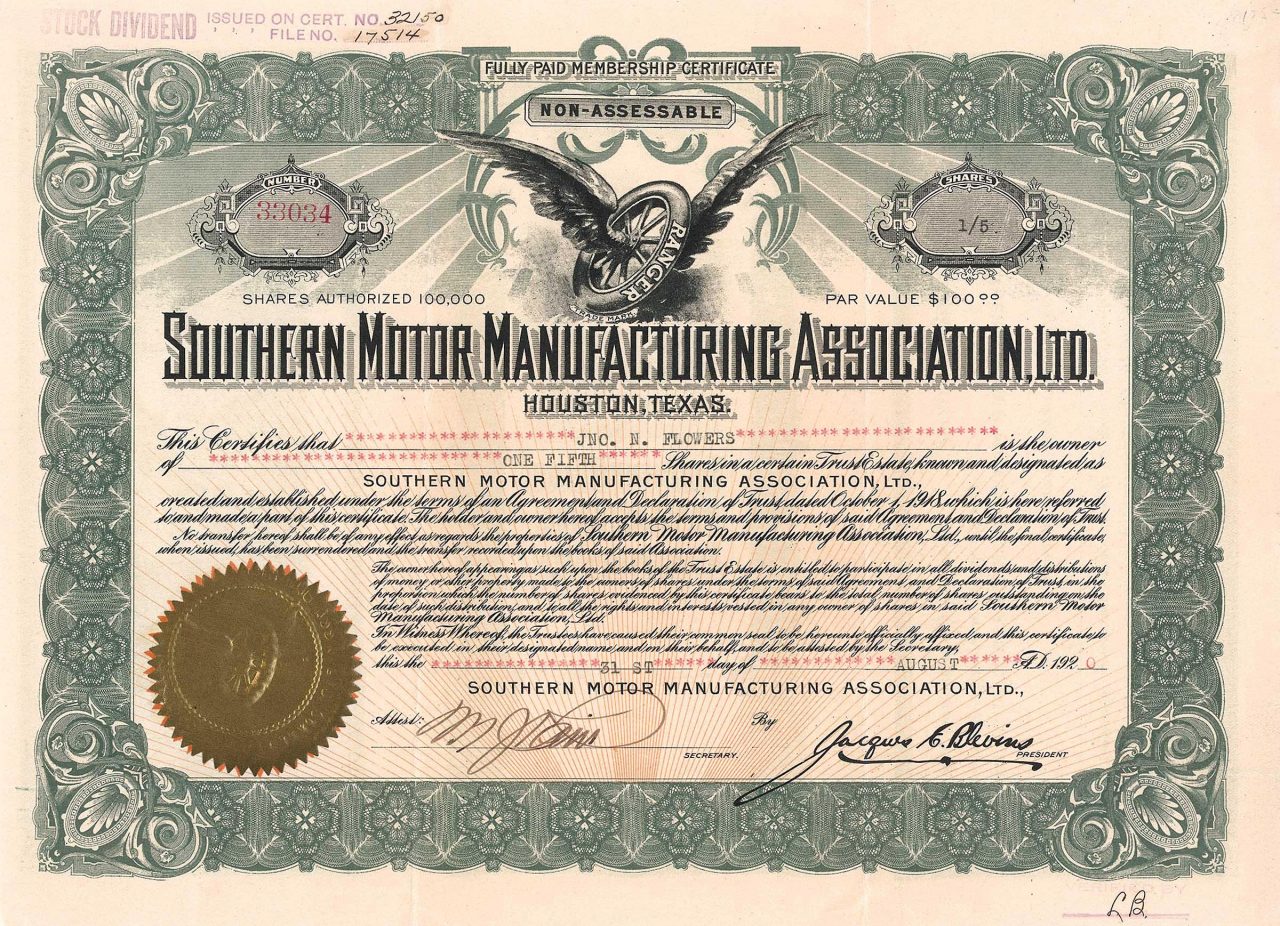 STOCK DIVIDEND ISSUED ON CERT. NO. 32150
FILE NO. 17514
FULLY PAID MEMBERSHIP CERTIFICATE
NON-ASSESSABLE
NUMBER
33034
SHARES
1/5
RANGER
RANGER
TRADE MARK
SHARES AUTHORIZED 100,000
PAR VALUE $100.00
SOUTHERN MOTOR MANUFACTURING ASSOCIATION, LTD.
HOUSTON, TEXAS.
This Certifies that ***********************JNO. N. FLOWERS************************** is the owner
of *****************************ONE FIFTH****** Shares in a certain Trust Estate, known and designated as
SOUTHERN MOTOR MANUFACTURING ASSOCIATION, LTD.,
created and established under the terms of an Agreement and Declaration of Trust, dated October 1, 1918 which is here referred
to and made a part of this certificate. The holder and owner hereof accepts the terms and provisions of said Agreement and Declaration of Trust.
No transfer hereof shall be of any effect as regards the properties of Southern Motor Manufacturing Association, Ltd., until the final certificate,
when issued, has been surrendered and the transfer recorded upon the books of said Association.
The owner hereof appearing as such upon the books of the Trust Estate is entitled to participate in all dividends and distributions
of money or other property made to the owners of shares under the terms of said Agreement and Declaration of Trust, in the
proportion which the number of shares evidenced by this certificate bears to the total number of shares outstanding on the
date of such distribution, and to all the rights and interests vested in any owner of shares in said Southern Motor
Manufacturing Association, Ltd.
In Witness Whereof, the Trustees have caused their common seal to be hereunto officially affixed and this certificate to
be executed in their designated name and on their behalf, and to be attested by the Secretary,
this the *****************31 ST****** day of **************AUGUST****** A.D. 1920
SOUTHERN MOTOR MANUFACTURING ASSOCIATION, LTD.,
Attest:
By Jacques E. Blevins
SECRETARY.
PRESIDENT
L.B.